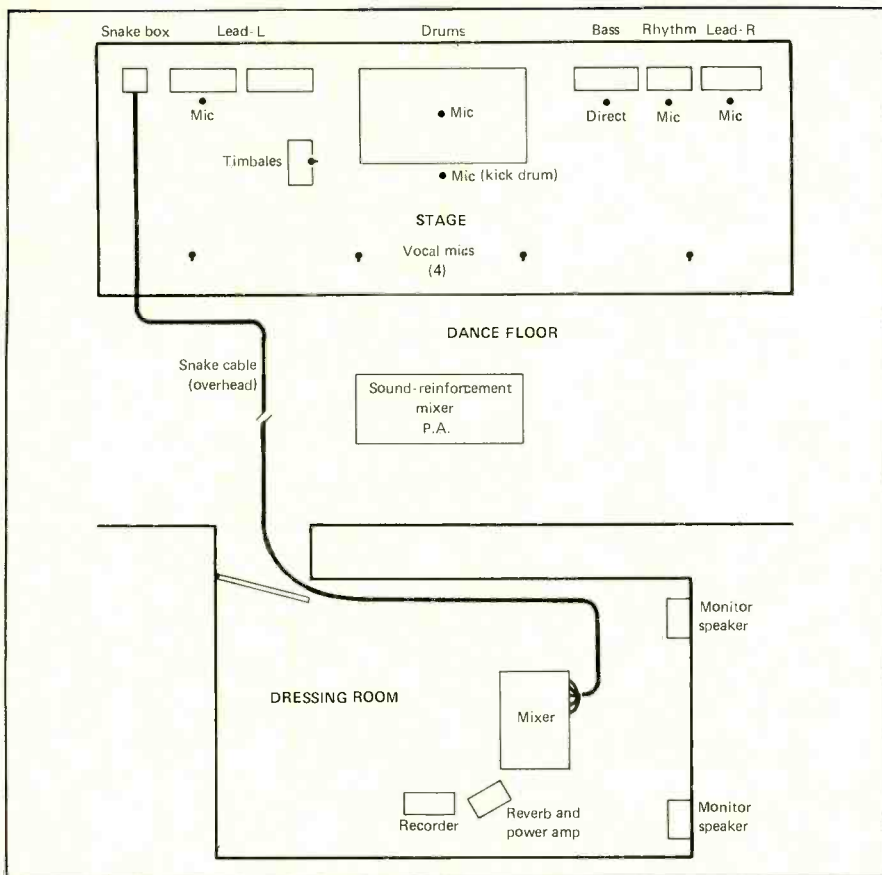 Snake box
Lead-L
Drums
Bass
Rhythm
Lead-R
Mic
Mic
Direct
Mic
Mic
Timbales
Mic (kick drum)
STAGE
Vocal mics
(4)
DANCE FLOOR
Snake cable
(overhead)
Sound-reinforcement
mixer
P.A.
Monitor
speaker
DRESSING ROOM
Mixer
Recorder
Reverb and
power amp
Monitor
speaker